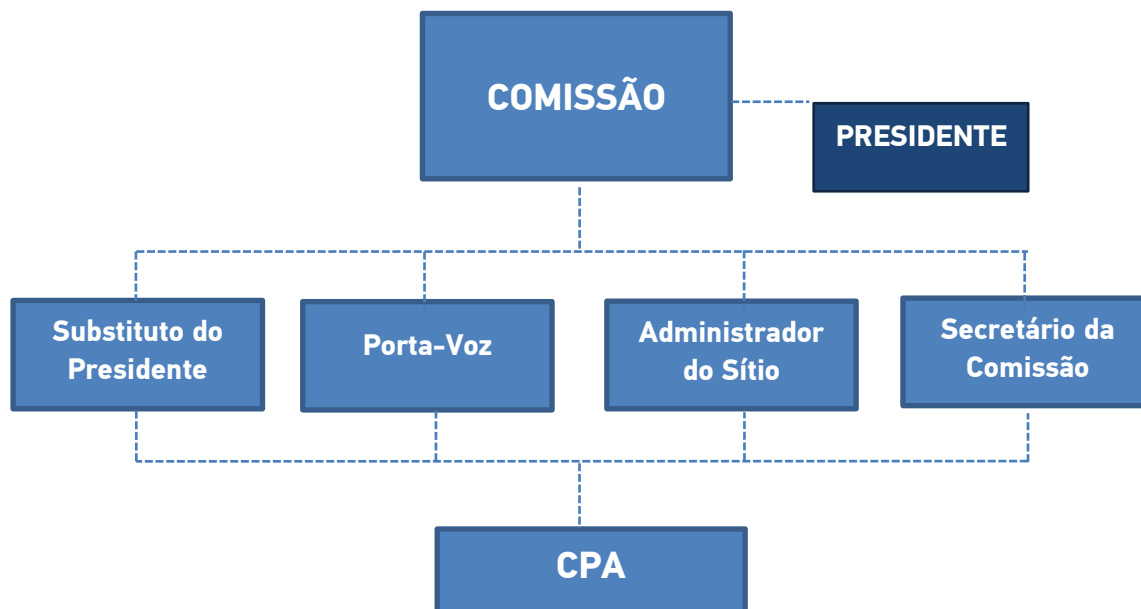 COMISSÃO
PRESIDENTE
Substituto do
Presidente
Porta-Voz
Administrador
do Sítio
Secretário da
Comissão
CPA